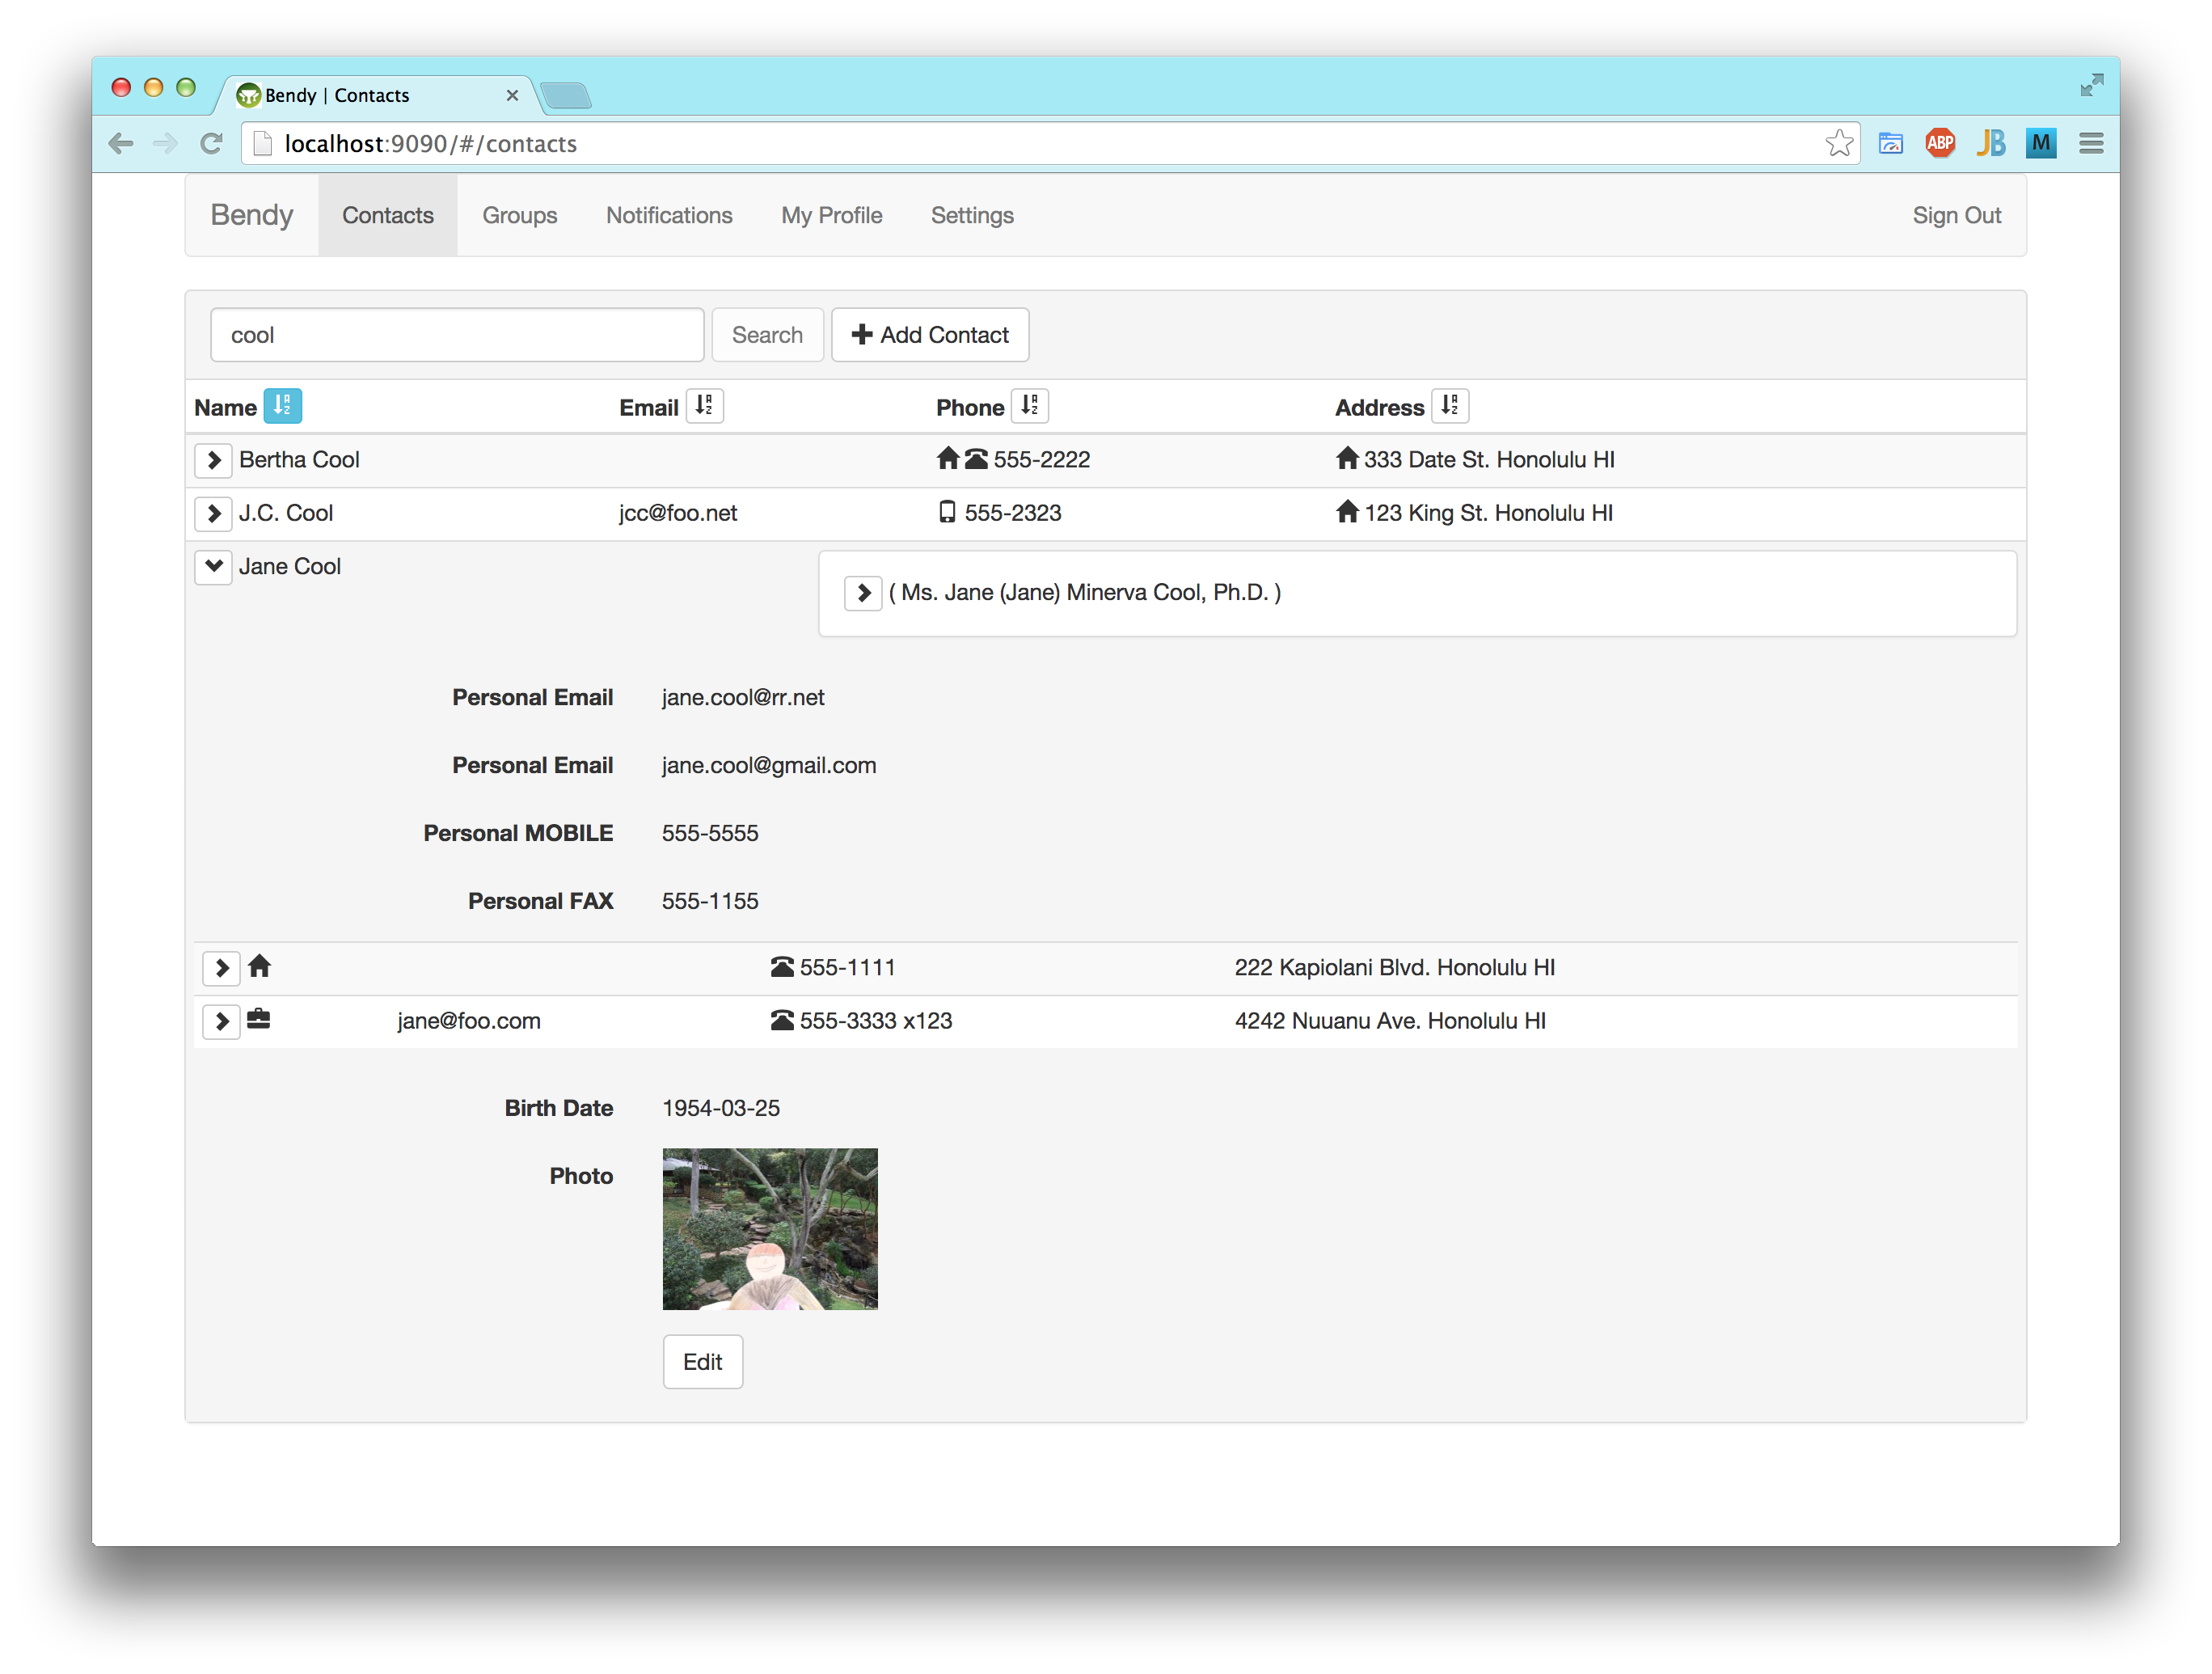 Bendy | Contacts
localhost:9090/#/contacts
ABP
JB
M
Bendy Contacts Groups Notifications My Profile Settings Sign Out
cool Search Add Contact
Name Email Phone Address
Bertha Cool 555-2222 333 Date St. Honolulu HI
J.C. Cool jcc@foo.net 555-2323 123 King St. Honolulu HI
Jane Cool ( Ms. Jane (Jane) Minerva Cool, Ph.D. )
Personal Email jane.cool@rr.net
Personal Email jane.cool@gmail.com
Personal MOBILE 555-5555
Personal FAX 555-1155
555-1111 222 Kapiolani Blvd. Honolulu HI
jane@foo.com 555-3333 x123 4242 Nuuanu Ave. Honolulu HI
Birth Date 1954-03-25
Photo
Edit